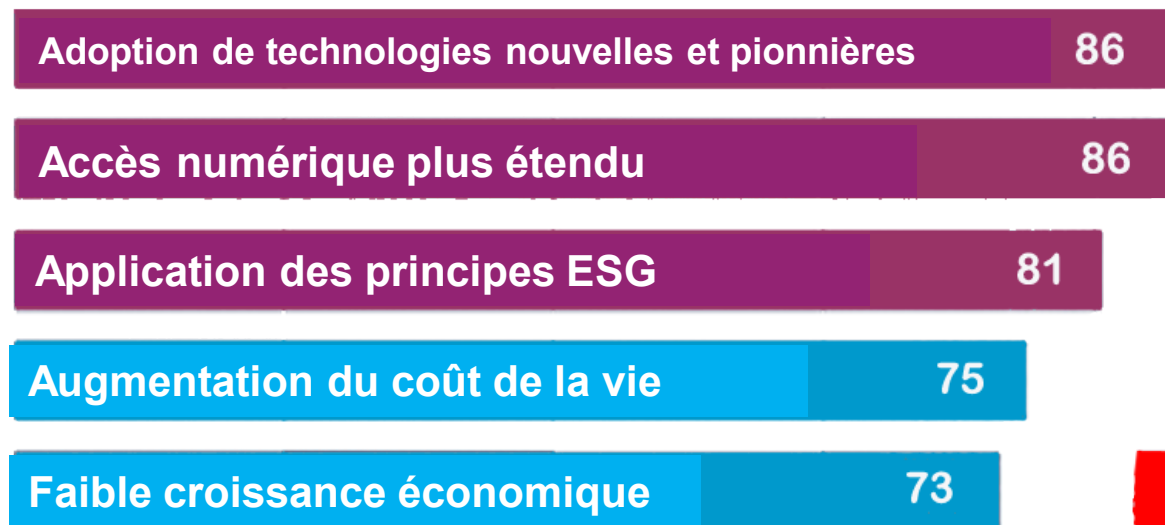 Adoption de technologies nouvelles et pionnières 86
Accès numérique plus étendu 86
Application des principes ESG 81
Augmentation du coût de la vie 75
Faible croissance économique 73